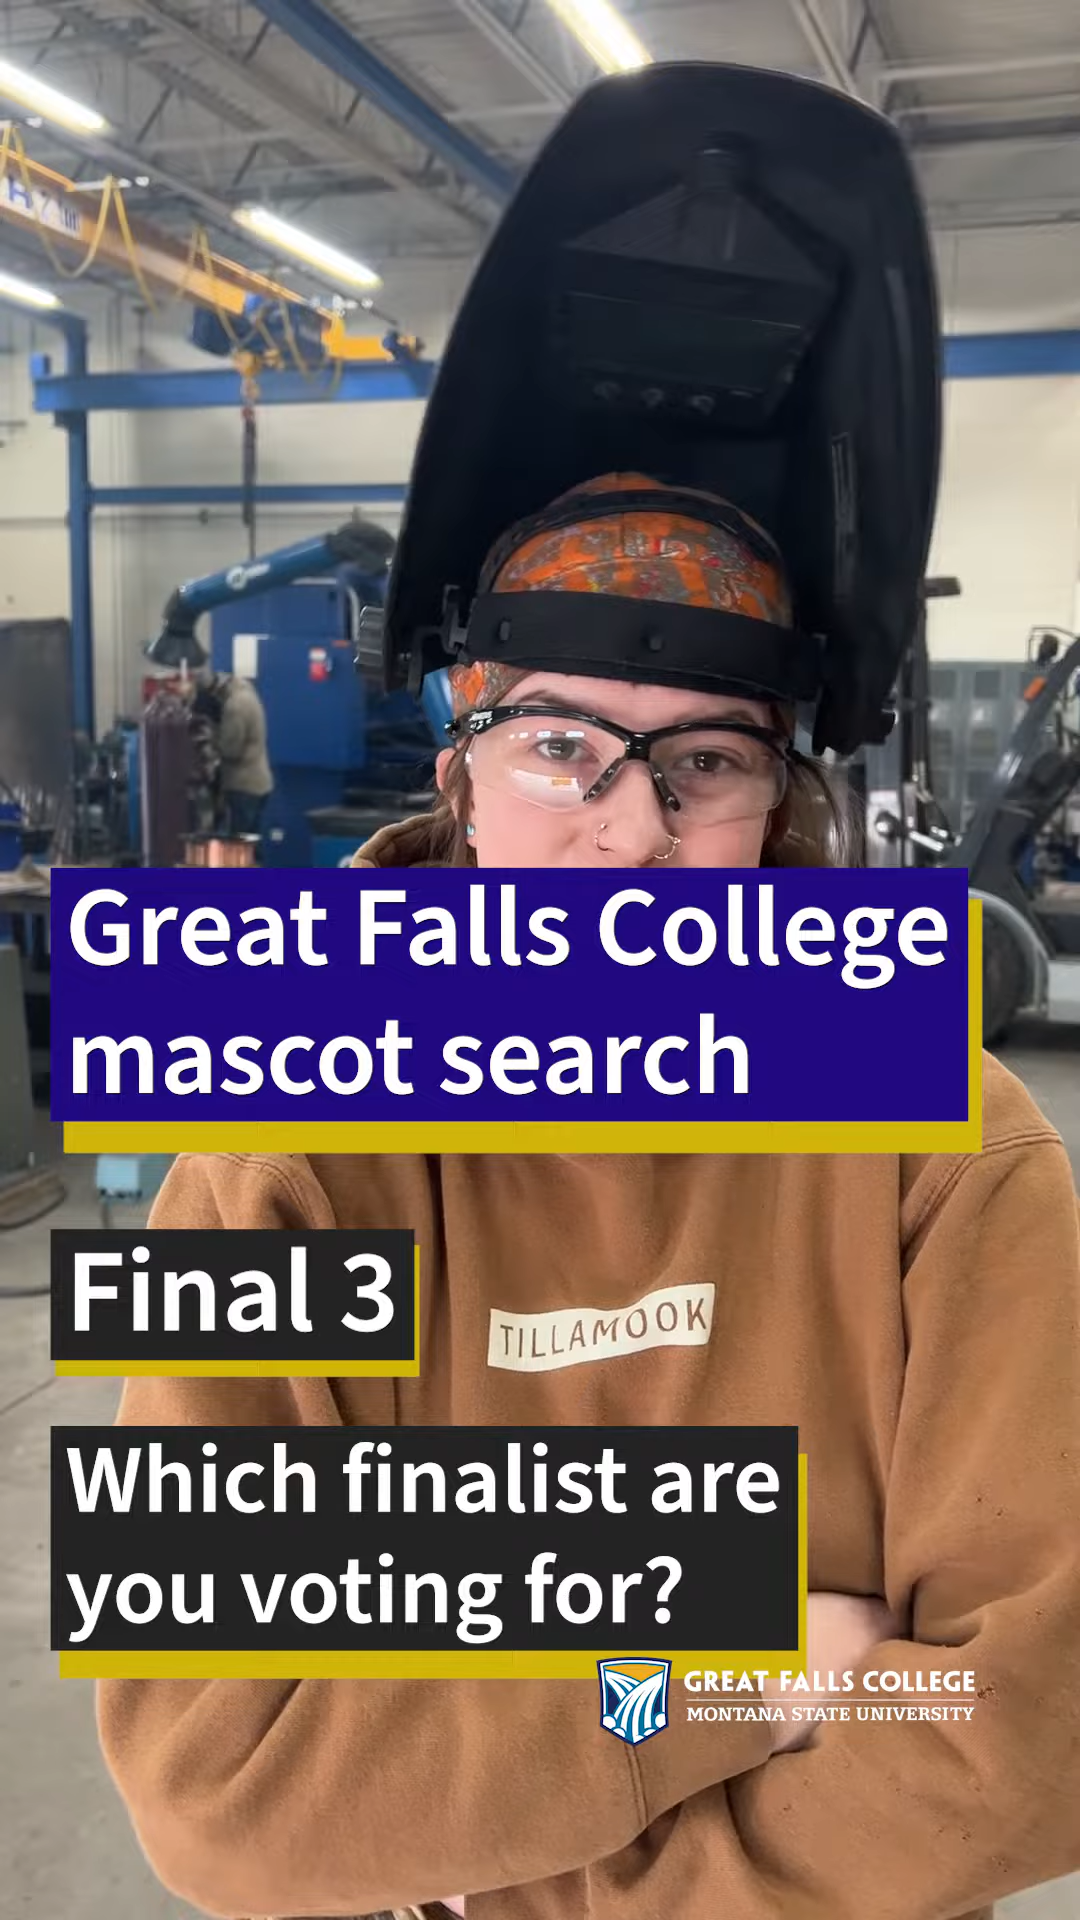 Great Falls College
mascot search
Final 3
TILLAMOOK
Which finalist are
you voting for?
GREAT FALLS COLLEGE
MONTANA STATE UNIVERSITY